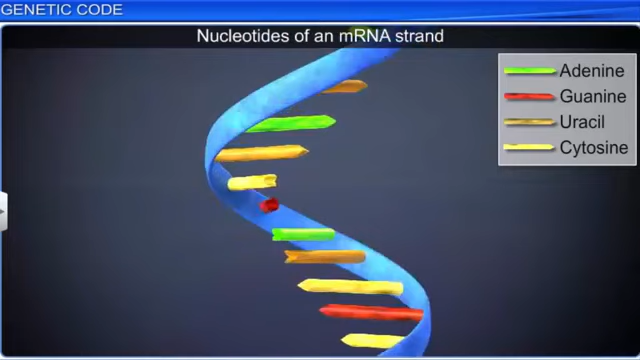 GENETIC CODE
Nucleotides of an mRNA strand
Adenine
Guanine
Uracil
Cytosine